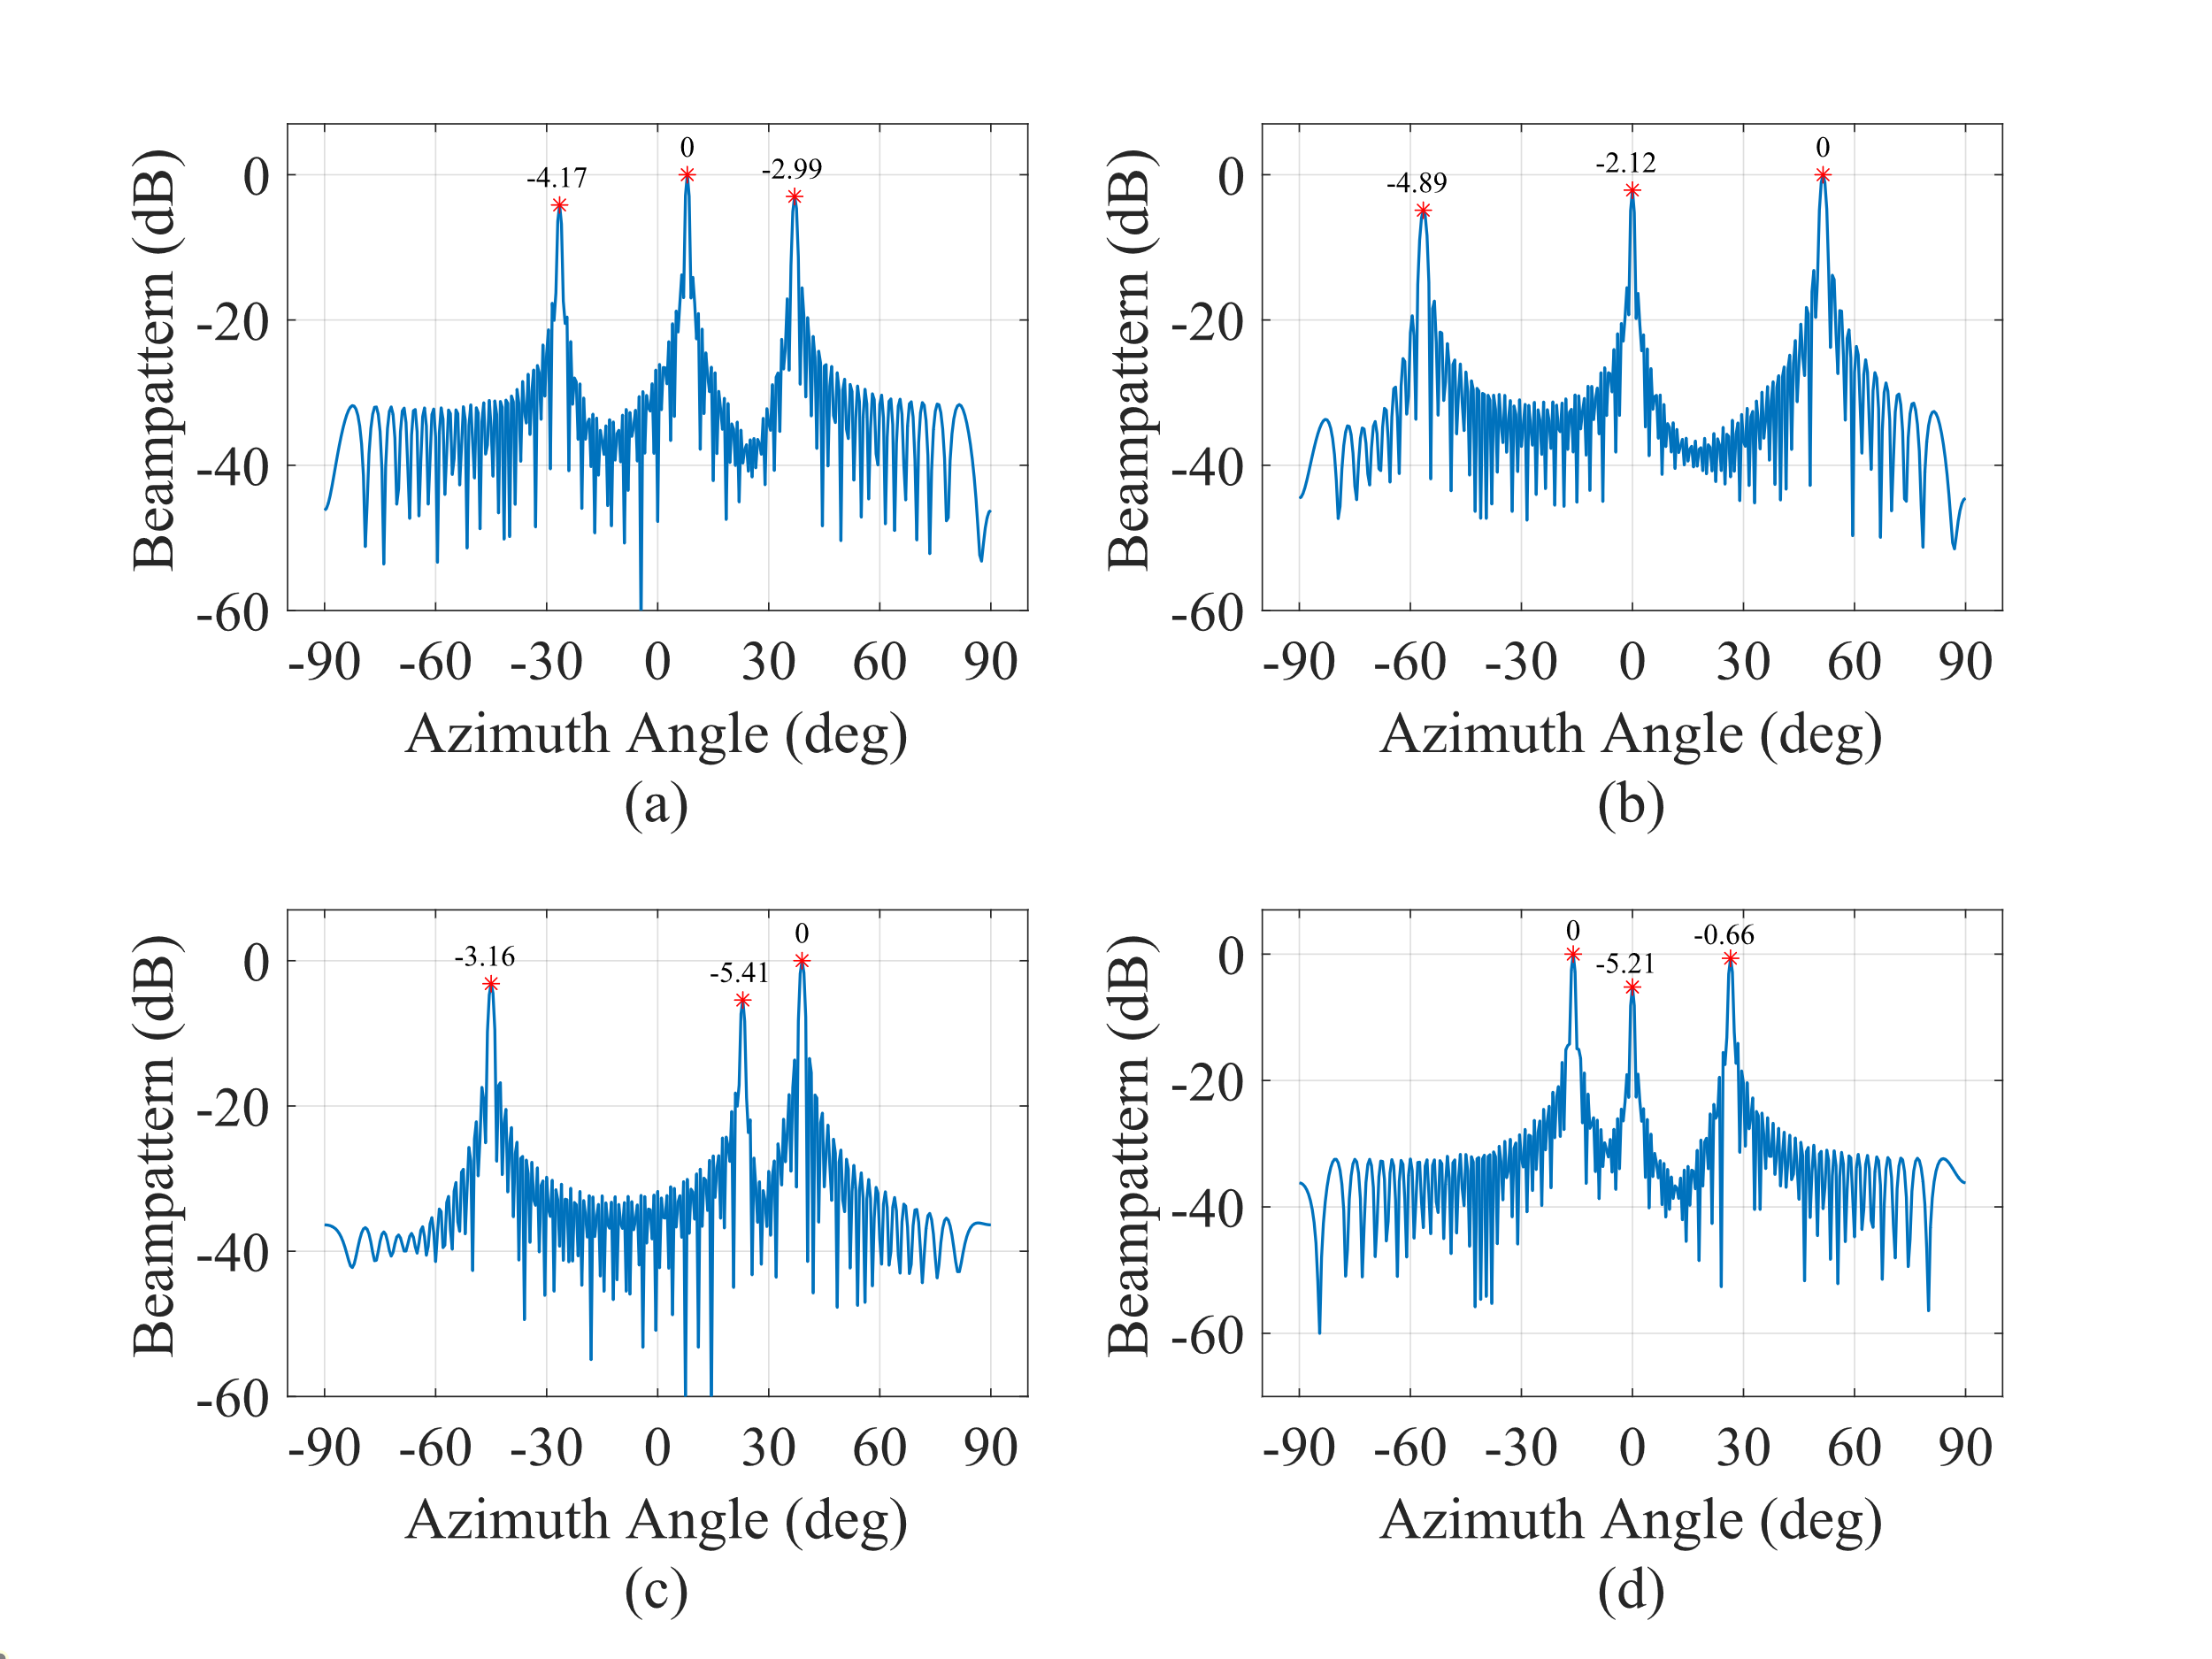 -4.17 0 -2.99
Beampattern (dB)
0
-20
-40
-60
-90 -60 -30 0 30 60 90
Azimuth Angle (deg)
(a)
-4.89 -2.12 0
Beampattern (dB)
0
-20
-40
-60
-90 -60 -30 0 30 60 90
Azimuth Angle (deg)
(b)
-3.16 -5.41 0
Beampattern (dB)
0
-20
-40
-60
-90 -60 -30 0 30 60 90
Azimuth Angle (deg)
(c)
0 -5.21 -0.66
Beampattern (dB)
0
-20
-40
-60
-90 -60 -30 0 30 60 90
Azimuth Angle (deg)
(d)